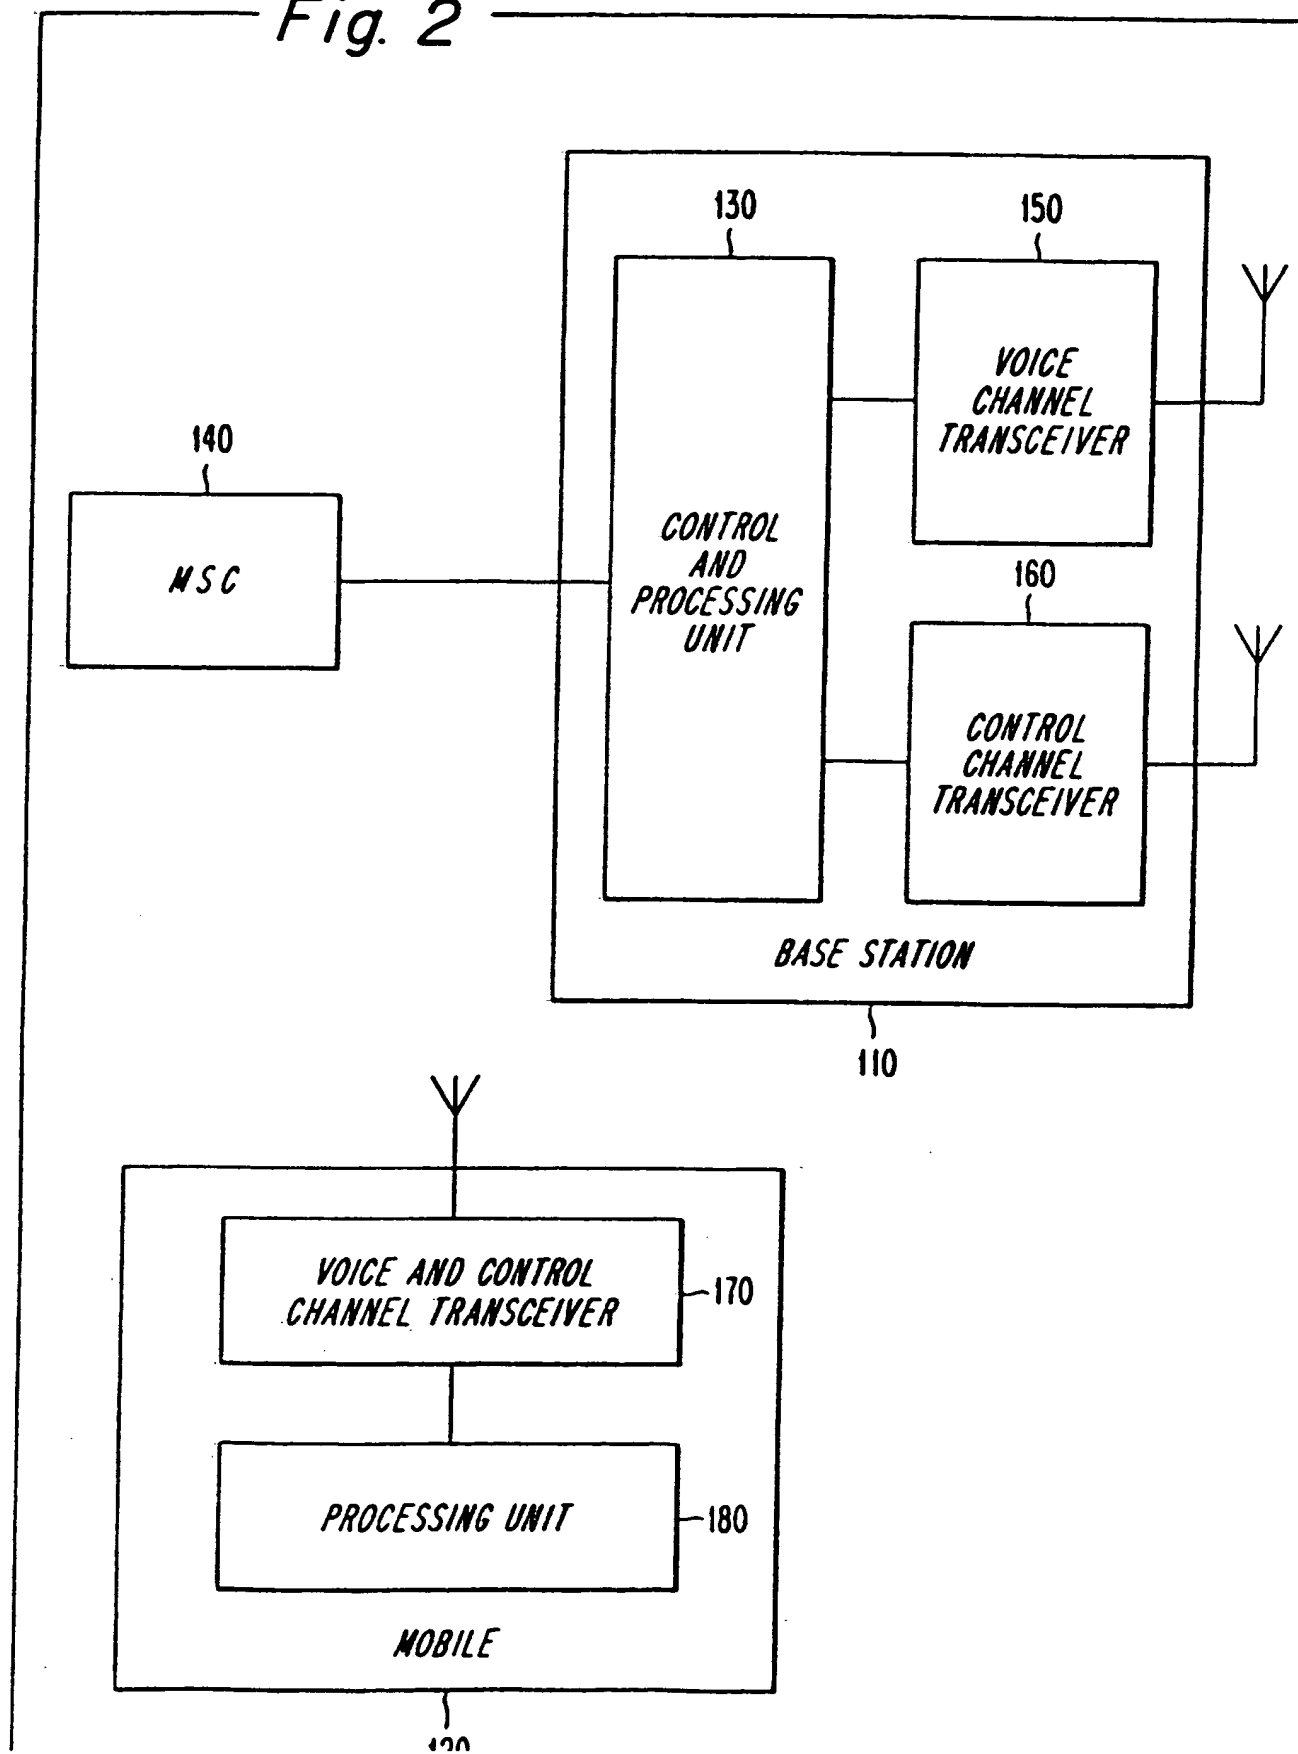 Fig. 2
130
150
VOICE
CHANNEL
TRANSCEIVER
140
MSC
CONTROL
AND
PROCESSING
UNIT
160
CONTROL
CHANNEL
TRANSCEIVER
BASE STATION
110
VOICE AND CONTROL
CHANNEL TRANSCEIVER
170
PROCESSING UNIT
180
MOBILE